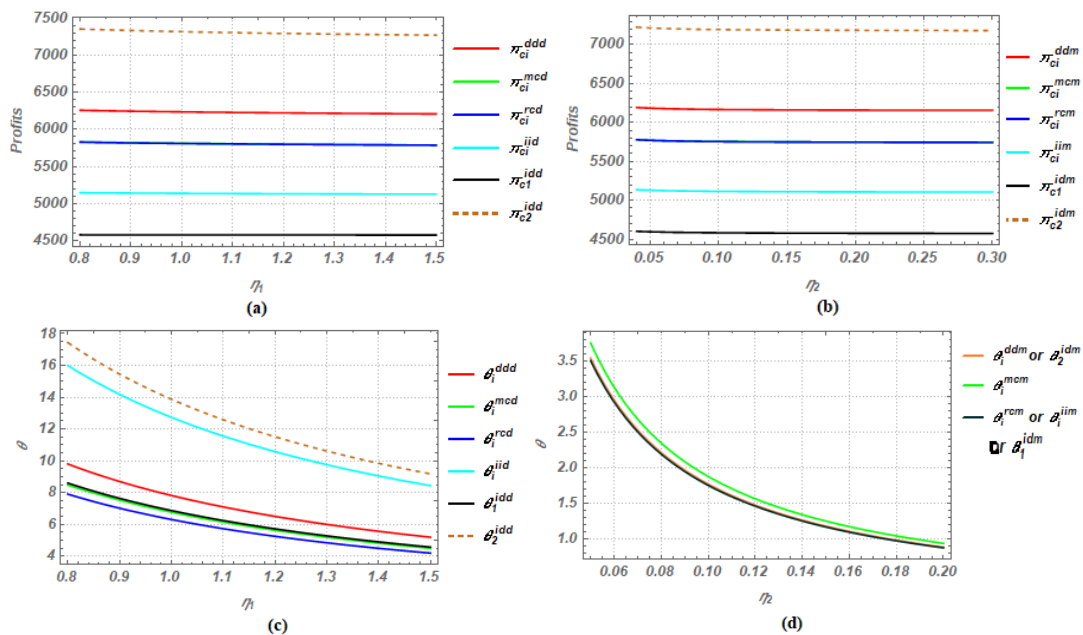 Profits
7500
7000
6500
6000
5500
5000
4500
0.8 0.9 1.0 1.1 1.2 1.3 1.4 1.5
η₁
(a)
π_ci^ddd
π_ci^mcd
π_ci^rcd
π_ci^iid
π_c1^idd
π_c2^idd
Profits
7000
6500
6000
5500
5000
4500
0.05 0.10 0.15 0.20 0.25 0.30
η₂
(b)
π_ci^ddm
π_ci^mcm
π_ci^rcm
π_ci^iim
π_c1^idm
π_c2^idm
θ
18
16
14
12
10
8
6
4
0.8 0.9 1.0 1.1 1.2 1.3 1.4 1.5
η₁
(c)
θ_i^ddd
θ_i^mcd
θ_i^rcd
θ_i^iid
θ_1^idd
θ_2^idd
θ
3.5
3.0
2.5
2.0
1.5
1.0
0.06 0.08 0.10 0.12 0.14 0.16 0.18 0.20
η₂
(d)
θ_i^ddm or θ_2^idm
θ_i^mcm
θ_i^rcm or θ_i^iim
or θ_1^idm